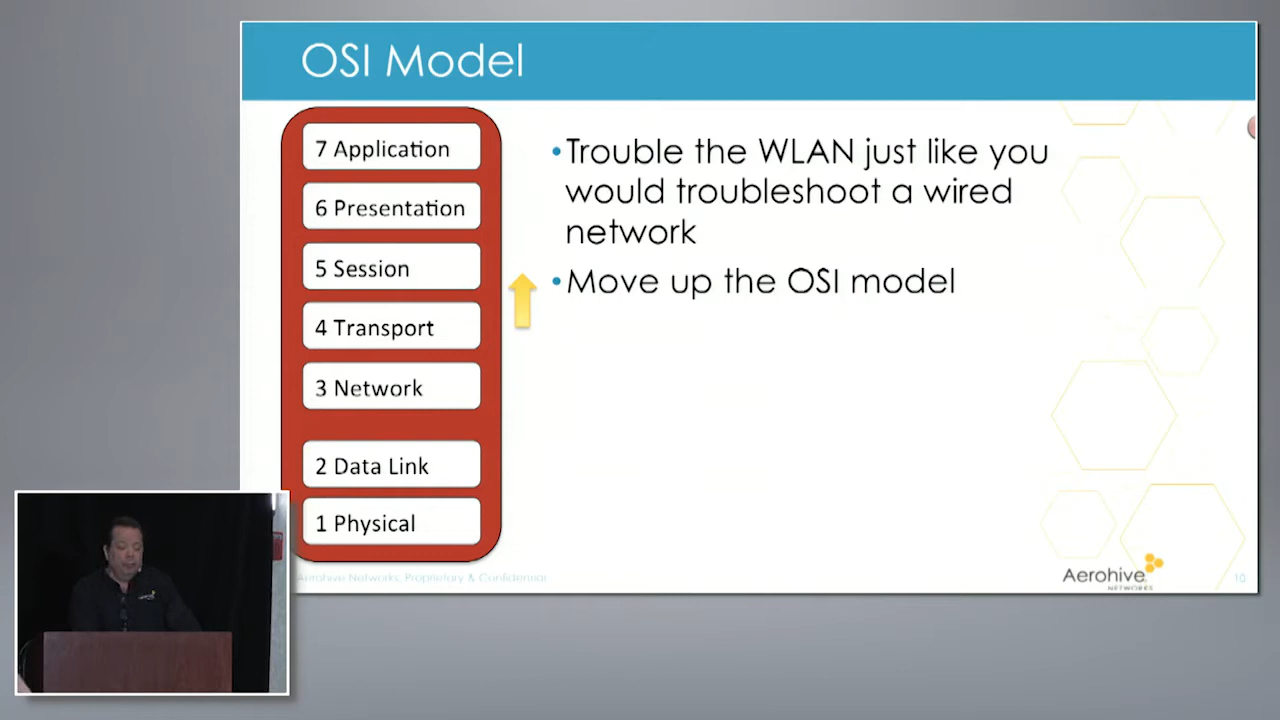 OSI Model
7 Application
6 Presentation
5 Session
4 Transport
3 Network
2 Data Link
1 Physical
•Trouble the WLAN just like you
would troubleshoot a wired
network
•Move up the OSI model
Aerohive Networks. Proprietary & Confidential
Aerohive
NETWORKS
10